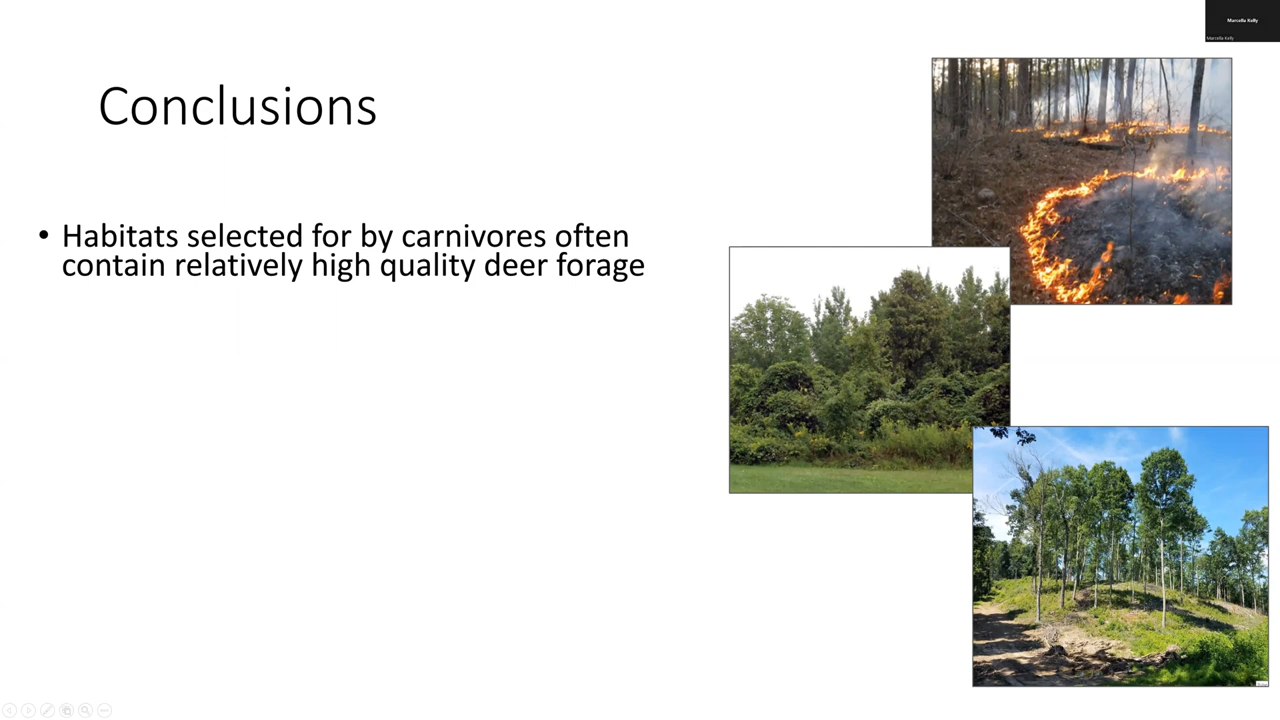 Marcella Kelly
Marcella Kelly
Conclusions
• Habitats selected for by carnivores often
contain relatively high quality deer forage